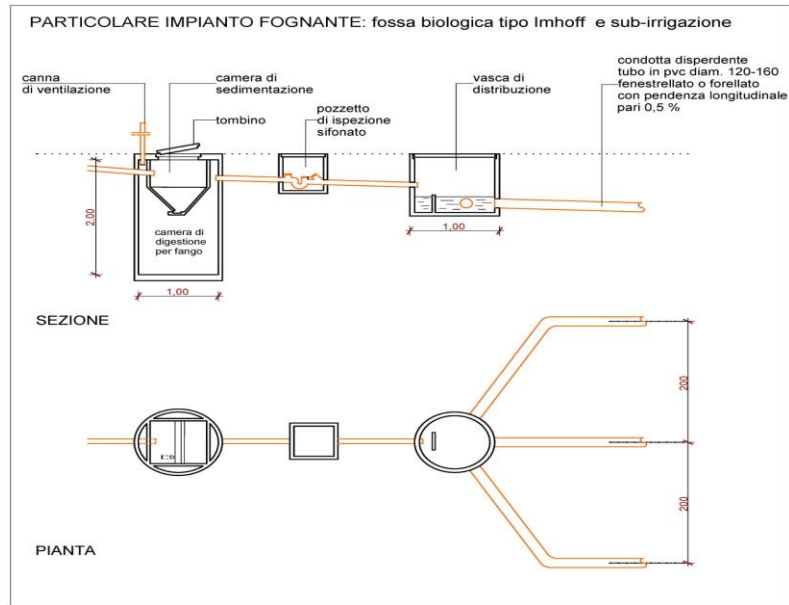 PARTICOLARE IMPIANTO FOGNANTE: fossa biologica tipo Imhoff e sub-irrigazione
canna
di ventilazione
camera di
sedimentazione
tombino
pozzetto
di ispezione
sifonato
vasca di
distribuzione
condotta disperdente
tubo in pvc diam. 120-160
fenestrellato o forellato
con pendenza longitudinale
pari 0,5 %
2.00
camera di
digestione
per fango
1,00
1,00
SEZIONE
200
200
PIANTA